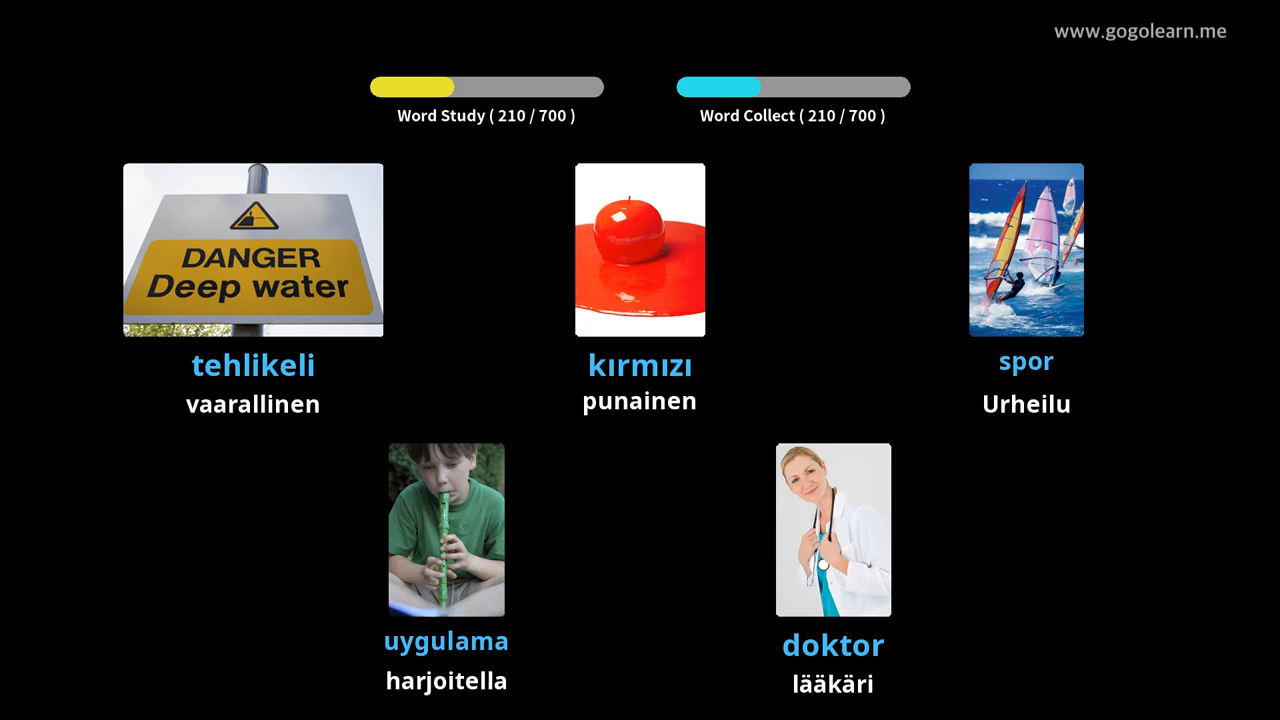 www.gogolearn.me
Word Study ( 210 / 700 )
Word Collect ( 210 / 700 )
DANGER
Deep water
tehlikeli
vaarallinen
kırmızı
punainen
spor
Urheilu
uygulama
harjoitella
doktor
lääkäri